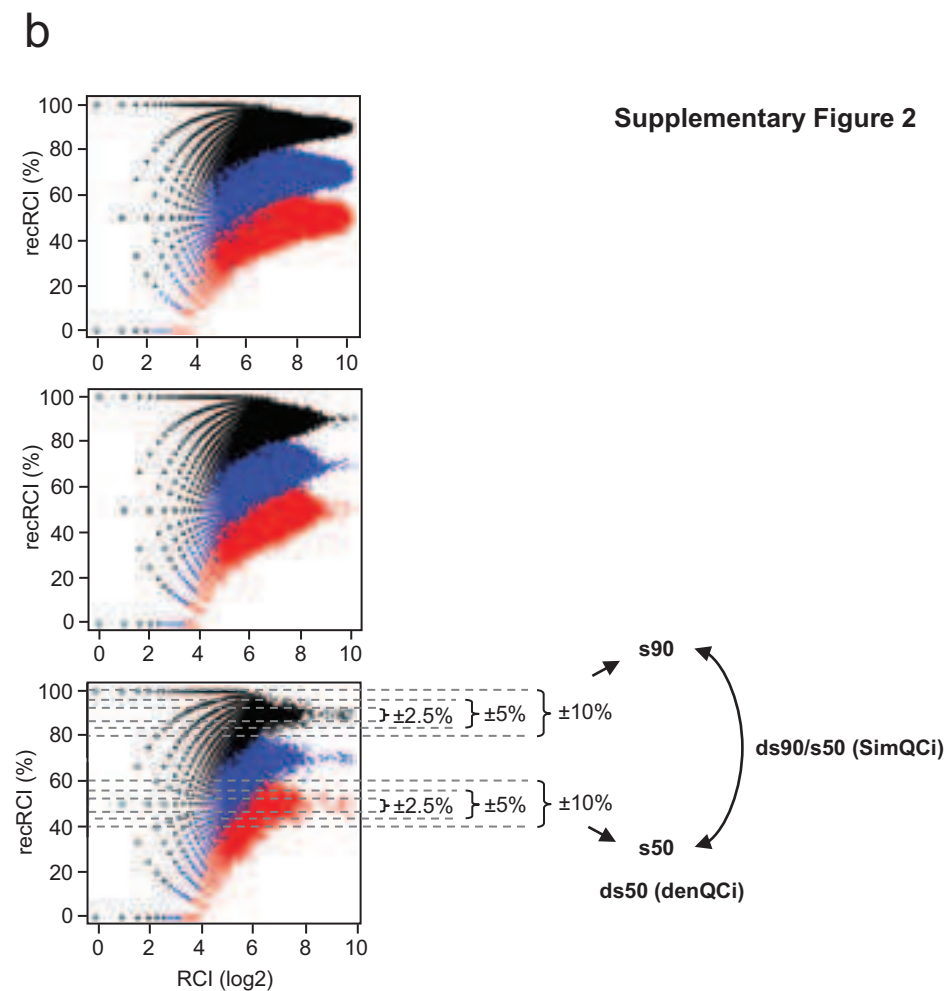 b
Supplementary Figure 2
recRCI (%)
100
80
60
40
20
0
0 2 4 6 8 10
recRCI (%)
100
80
60
40
20
0
0 2 4 6 8 10
recRCI (%)
100
80
60
40
20
0
0 2 4 6 8 10
RCI (log2)
±2.5% ±5% ±10%
±2.5% ±5% ±10%
s90
ds90/s50 (SimQCi)
s50
ds50 (denQCi)